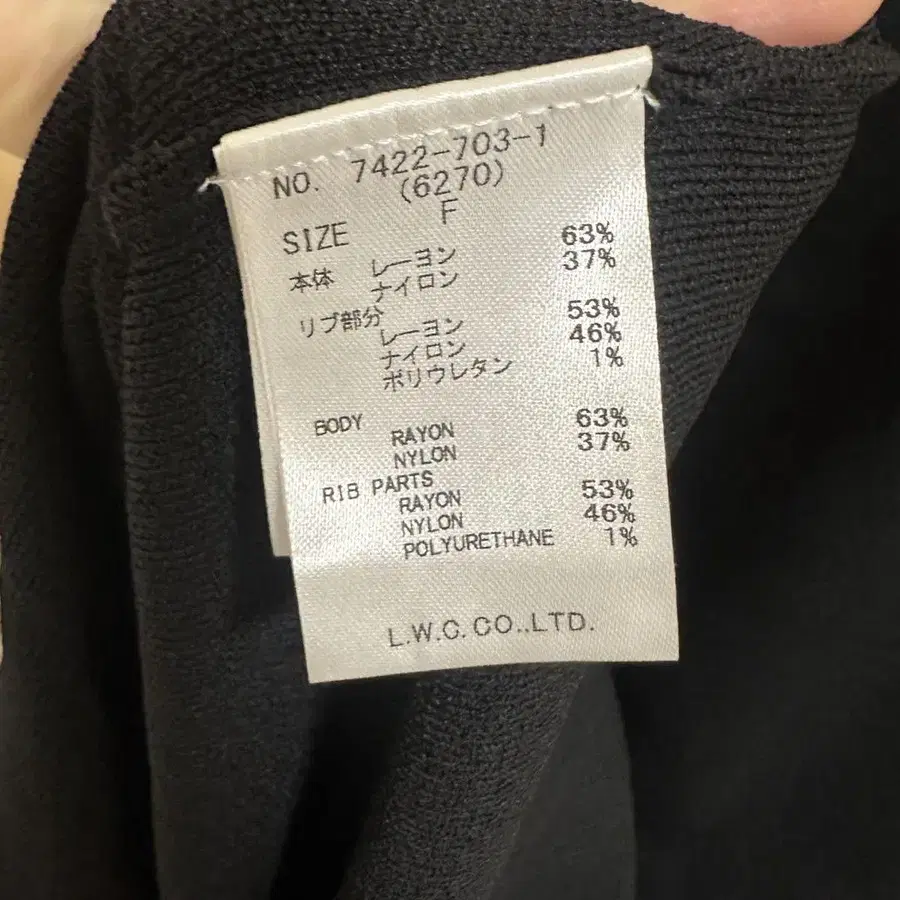 NO. 7422-703-1
(6270)
SIZE F
本体 レーヨン 63%
ナイロン 37%
リブ部分
レーヨン 53%
ナイロン 46%
ポリウレタン 1%
BODY
RAYON 63%
NYLON 37%
RIB PARTS
RAYON 53%
NYLON 46%
POLYURETHANE 1%
L.W.C.CO.,LTD.